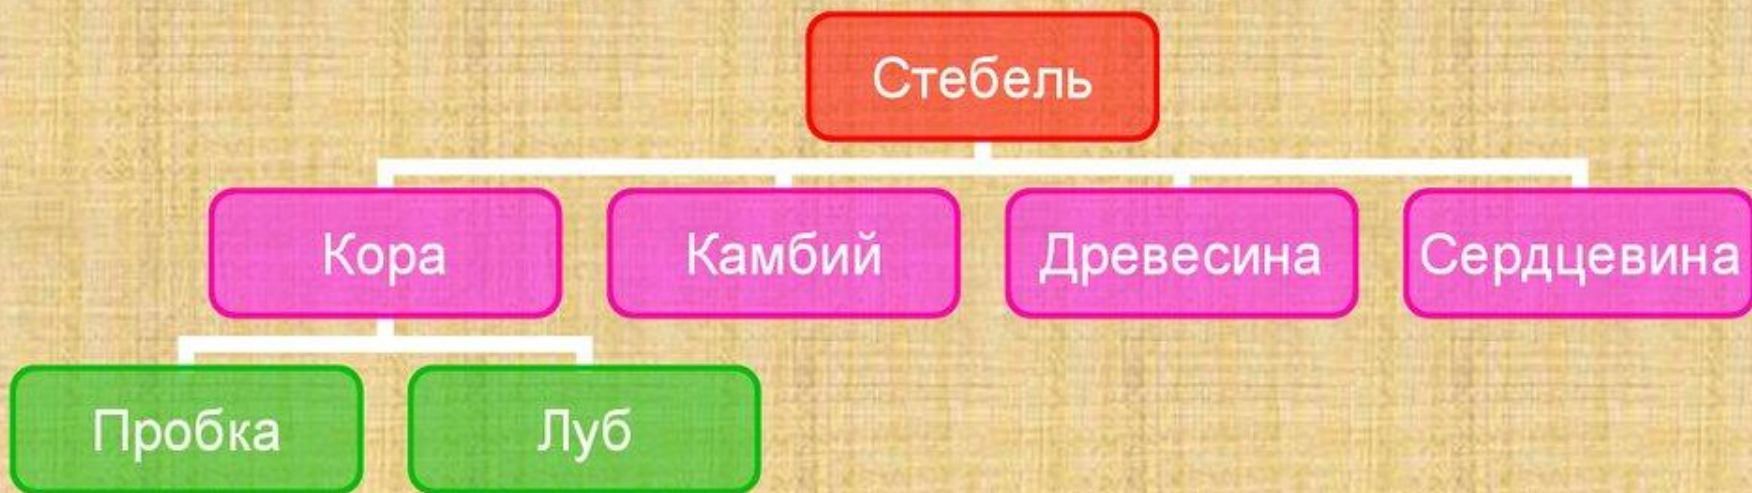 Стебель
Кора
Камбий
Древесина
Сердцевина
Пробка
Луб